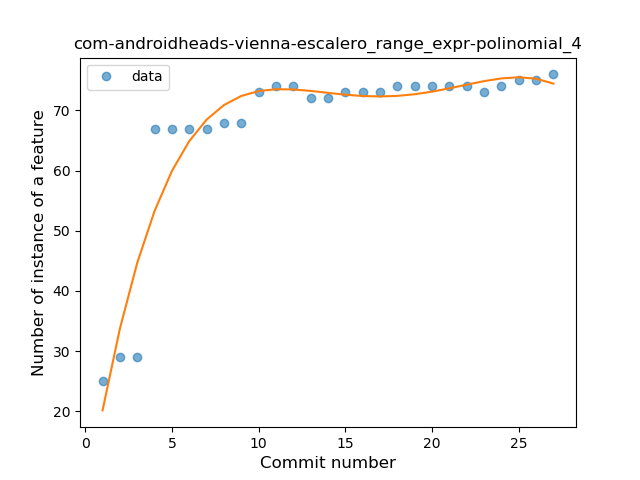 com-androidheads-vienna-escalero_range_expr-polinomial_4
data
Number of instance of a feature
70
60
50
40
30
20
0 5 10 15 20 25
Commit number